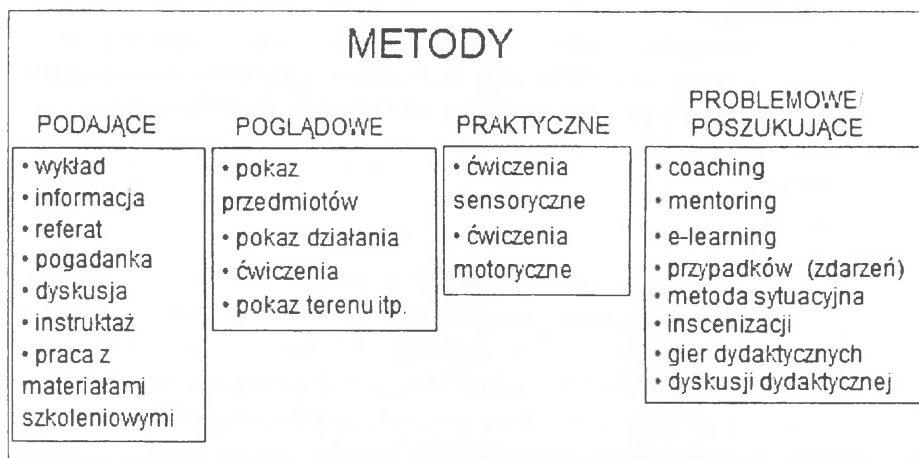 METODY
PODAJĄCE
• wykład
• informacja
• referat
• pogadanka
• dyskusja
• instruktaż
• praca z
materiałami
szkoleniowymi
POGLĄDOWE
• pokaz
przedmiotów
• pokaz działania
• ćwiczenia
• pokaz terenu itp.
PRAKTYCZNE
• ćwiczenia
sensoryczne
• ćwiczenia
motoryczne
PROBLEMOWE/
POSZUKUJĄCE
• coaching
• mentoring
• e-learning
• przypadków (zdarzeń)
• metoda sytuacyjna
• inscenizacji
• gier dydaktycznych
• dyskusji dydaktycznej